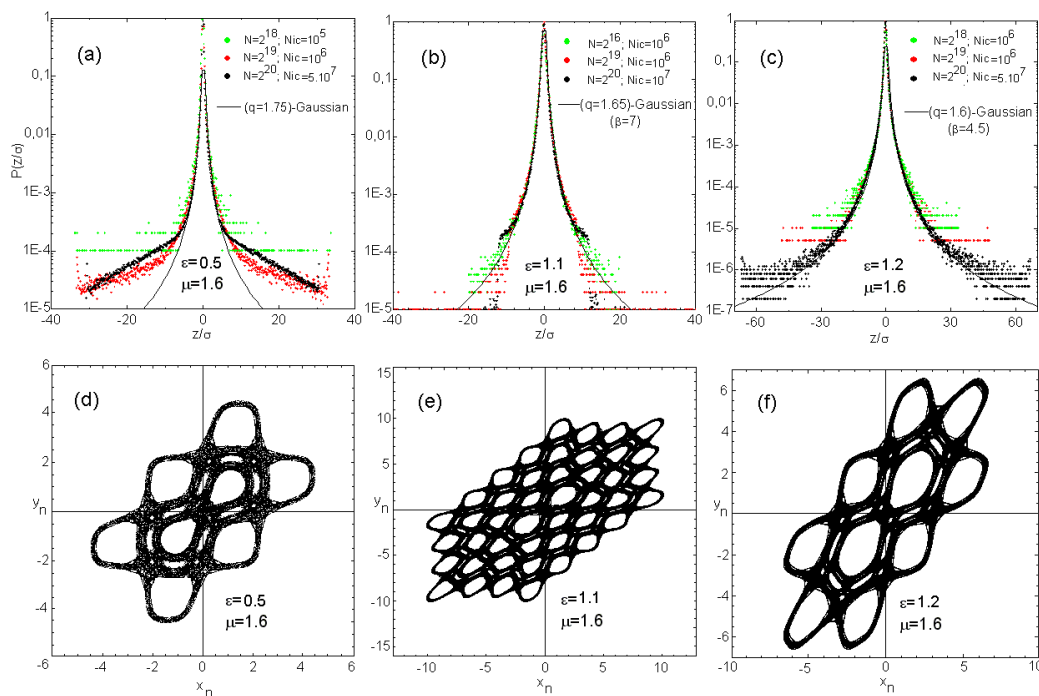 (a)
N=2^18; Nic=10^5
N=2^19; Nic=10^6
N=2^20; Nic=5.10^7
(q=1.75)-Gaussian
ε=0.5
μ=1.6
P(z/σ)
1
0,1
0,01
1E-3
1E-4
1E-5
-40 -20 0 20 40
z/σ
(b)
N=2^16; Nic=10^6
N=2^19; Nic=10^6
N=2^20; Nic=10^7
(q=1.65)-Gaussian
(β=7)
ε=1.1
μ=1.6
1
0,1
0,01
1E-3
1E-4
1E-5
-40 -20 0 20 40
z/σ
(c)
N=2^18; Nic=10^6
N=2^19; Nic=10^6
N=2^20; Nic=5.10^7
(q=1.6)-Gaussian
(β=4.5)
ε=1.2
μ=1.6
1
0,1
0,01
1E-3
1E-4
1E-5
1E-6
1E-7
-60 -30 0 30 60
z/σ
(d)
6
4
2
y_n 0
-2
-4
ε=0.5
μ=1.6
-6 -4 -2 0 2 4 6
x_n
(e)
15
10
5
y_n 0
-5
-10
-15
ε=1.1
μ=1.6
-10 -5 0 5 10
x_n
(f)
6
4
2
y_n 0
-2
-4
-6
ε=1.2
μ=1.6
-10 -5 0 5 10
x_n